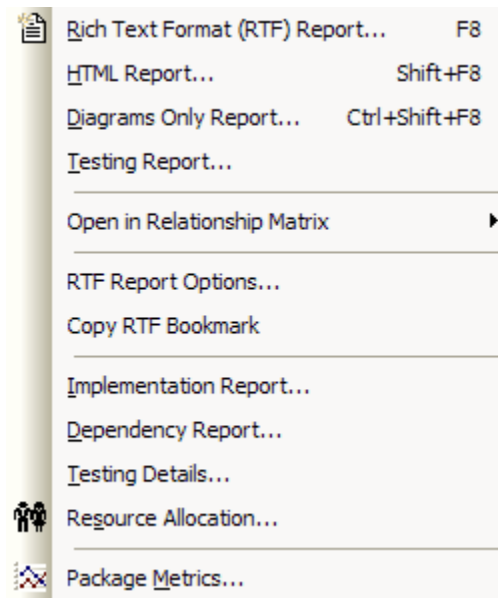 Rich Text Format (RTF) Report... F8
HTML Report... Shift+F8
Diagrams Only Report... Ctrl+Shift+F8
Testing Report...
Open in Relationship Matrix
RTF Report Options...
Copy RTF Bookmark
Implementation Report...
Dependency Report...
Testing Details...
Resource Allocation...
Package Metrics...